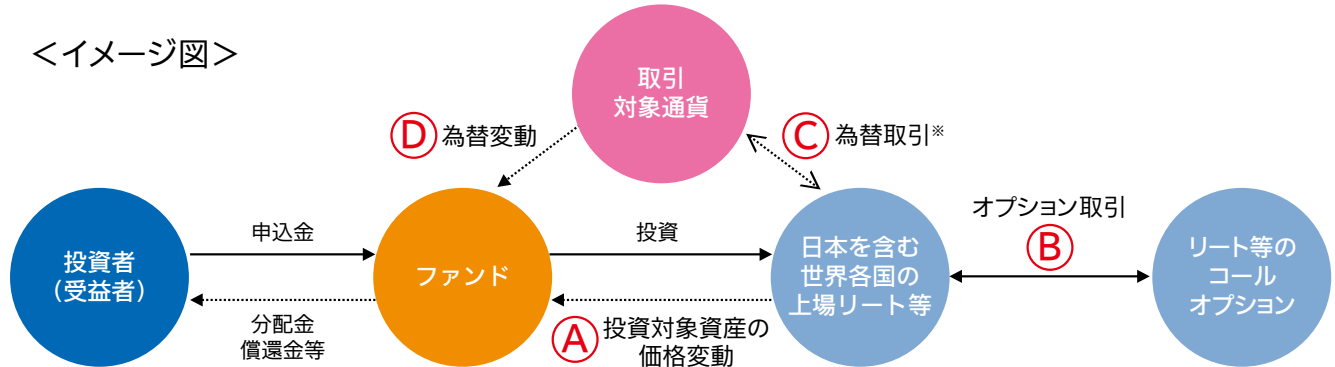 ＜イメージ図＞
取引
対象通貨
D 為替変動
C 為替取引※
投資者
（受益者）
申込金
分配金
償還金等
ファンド
投資
A 投資対象資産の
価格変動
日本を含む
世界各国の
上場リート等
オプション取引
B
リート等の
コール
オプション